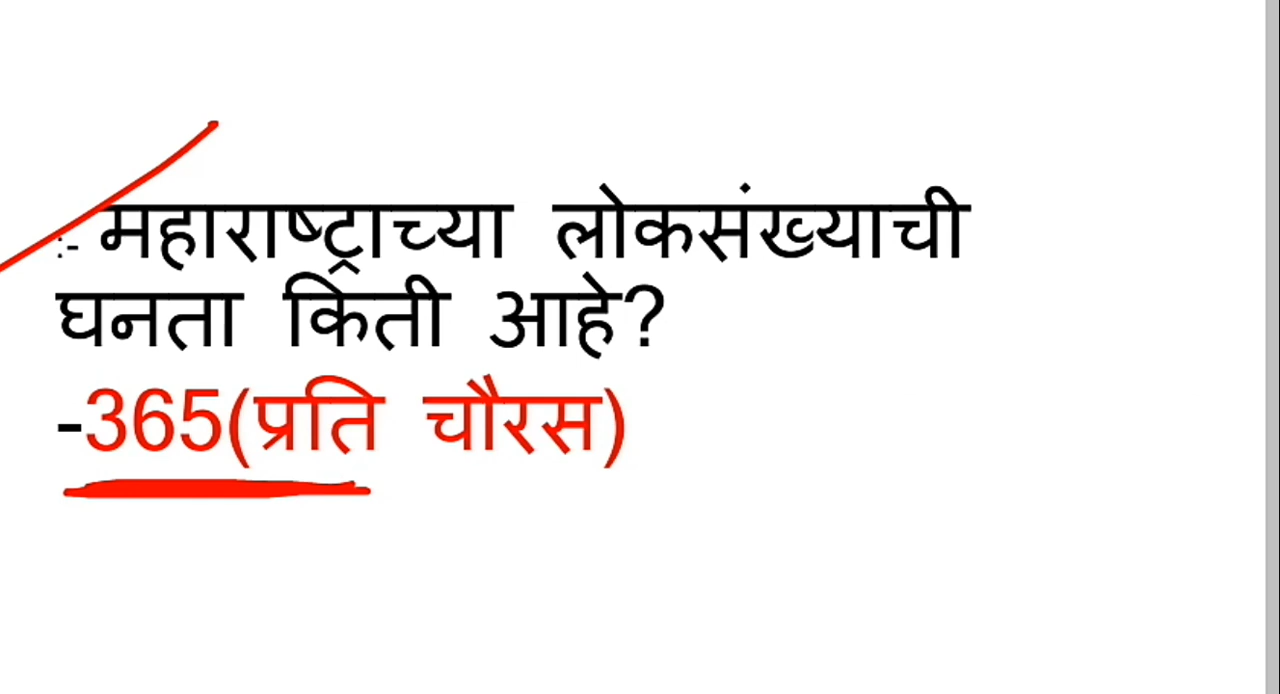 :- महाराष्ट्राच्या लोकसंख्याची
घनता किती आहे?
-365(प्रति चौरस)